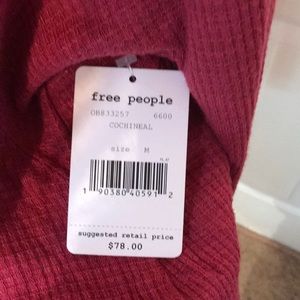 free people
OB833257 6600
COCHINEAL
size M
1 90380 40591 2
suggested retail price
$78.00